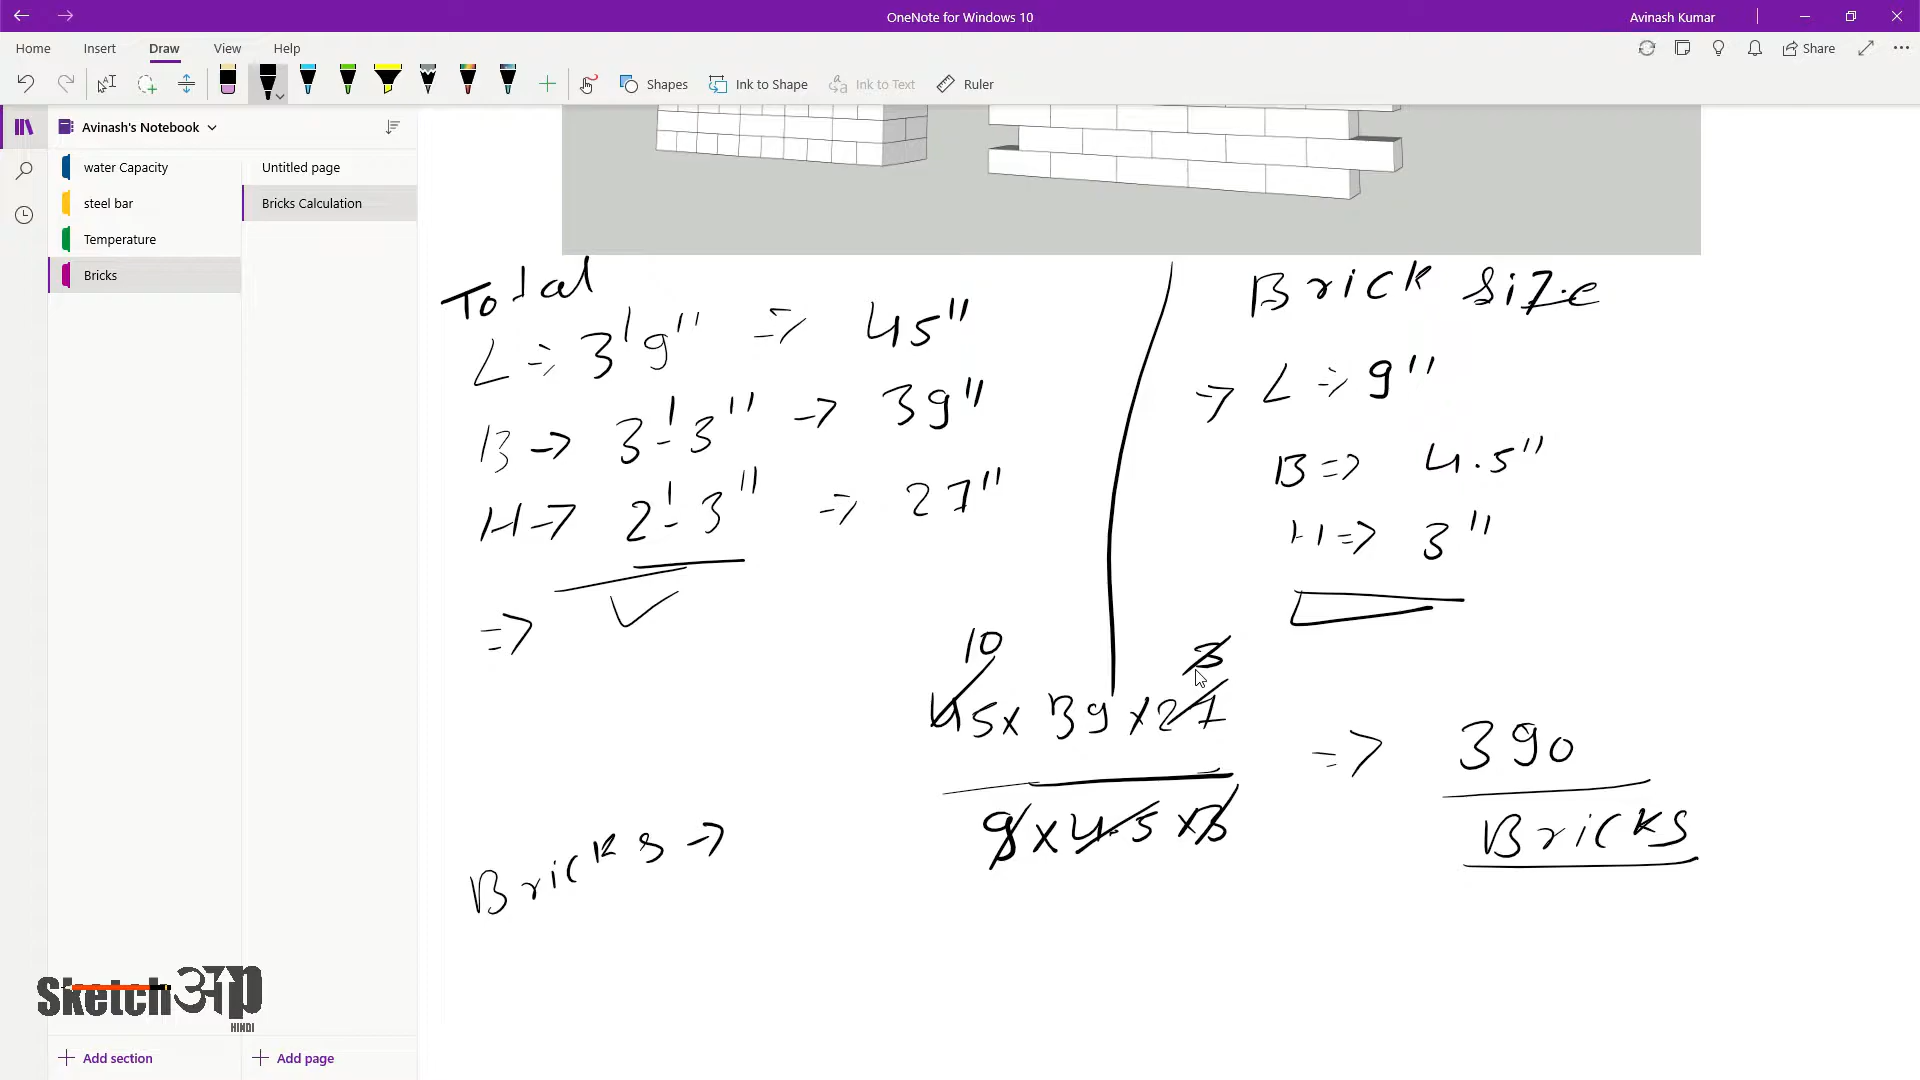 OneNote for Windows 10
Avinash Kumar
Home Insert Draw View Help
Share
Shapes Ink to Shape Ink to Text Ruler
Avinash's Notebook
water Capacity
steel bar
Temperature
Bricks
Untitled page
Bricks Calculation
Total
L ⇒ 3'9" ⇒ 45"
B → 3'-3" → 39"
H → 2'-3" ⇒ 27"
⇒
Brick Size
⇒ L ⇒ 9"
B ⇒ 4.5"
H ⇒ 3"
10 3
45 x 39 x 27
Bricks → 9 x 4.5 x 3
⇒ 390
Bricks
Sketchअप
HINDI
Add section
Add page